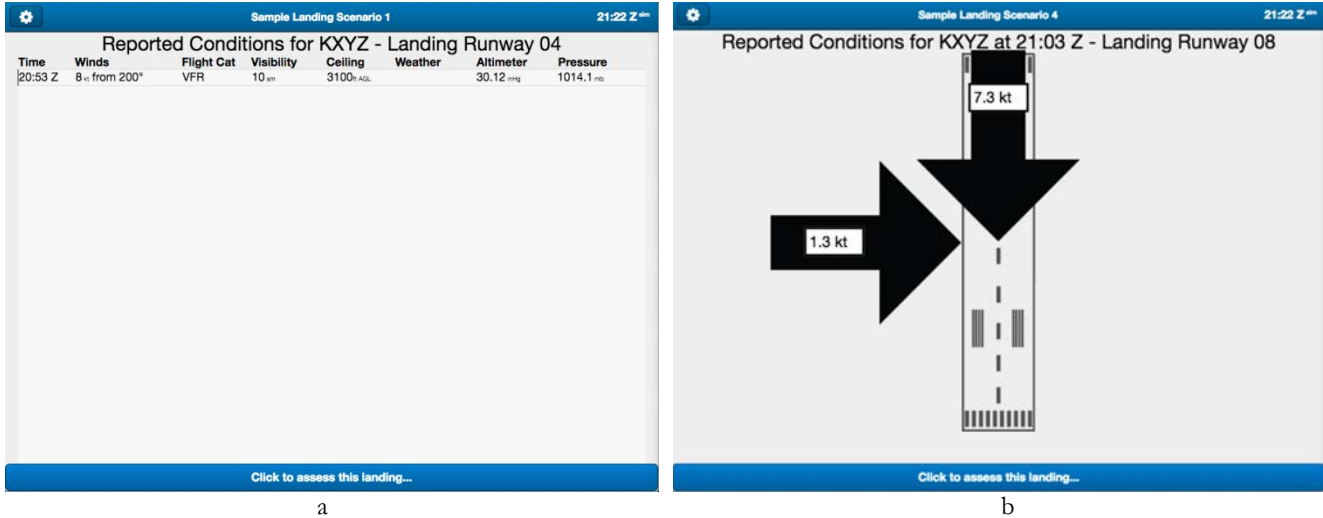 Sample Landing Scenario 1
21:22 Z
Reported Conditions for KXYZ - Landing Runway 04
Time Winds Flight Cat Visibility Ceiling Weather Altimeter Pressure
20:53 Z 8 kt from 200° VFR 10 sm 3100ft AGL 30.12 inHg 1014.1 mb
Click to assess this landing...
a
Sample Landing Scenario 4
21:22 Z
Reported Conditions for KXYZ at 21:03 Z - Landing Runway 08
7.3 kt
1.3 kt
Click to assess this landing...
b